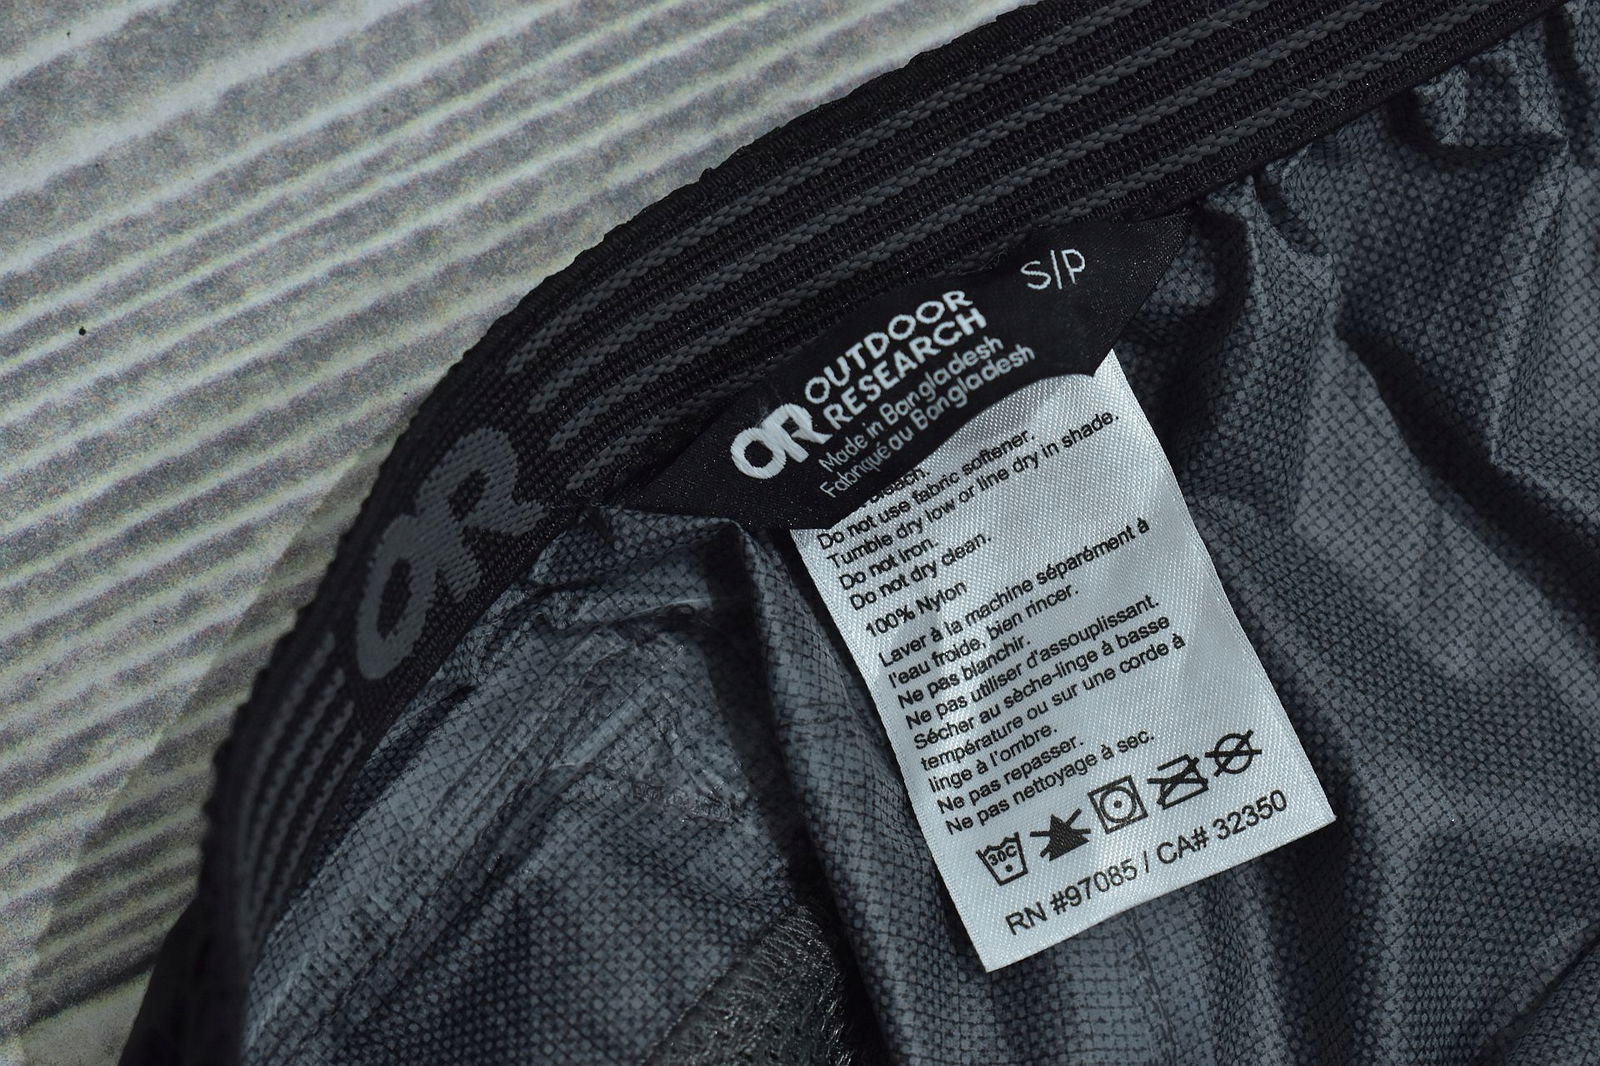 S/P
OR OUTDOOR
RESEARCH
Made in Bangladesh
Fabriqué au Bangladesh
OR
bleach.
Do not use fabric softener.
Tumble dry low or line dry in shade.
Do not iron.
Do not dry clean.
100% Nylon
Laver à la machine séparément à
l'eau froide, bien rincer.
Ne pas blanchir.
Ne pas utiliser d'assouplissant.
Sécher au sèche-linge à basse
température ou sur une corde à
linge à l'ombre.
Ne pas repasser.
Ne pas nettoyage à sec.
30C
RN #97085 / CA# 32350